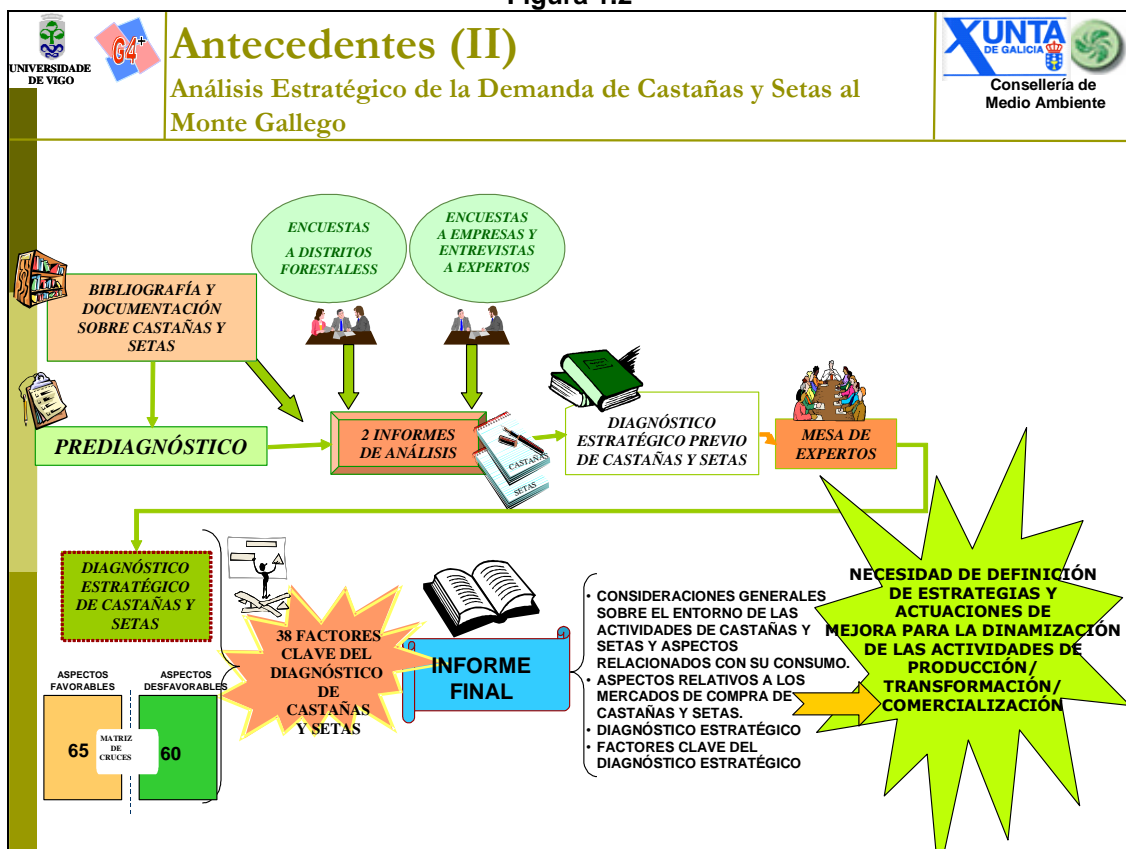 Figura 1.2
UNIVERSIDADE
DE VIGO
G4+
Antecedentes (II)
Análisis Estratégico de la Demanda de Castañas y Setas al
Monte Gallego
XUNTA
DE GALICIA
Consellería de
Medio Ambiente
ENCUESTAS
A DISTRITOS
FORESTALESS
ENCUESTAS
A EMPRESAS Y
ENTREVISTAS
A EXPERTOS
BIBLIOGRAFÍA Y
DOCUMENTACIÓN
SOBRE CASTAÑAS Y
SETAS
PREDIAGNÓSTICO
2 INFORMES
DE ANÁLISIS
CASTAÑAS
SETAS
DIAGNÓSTICO
ESTRATÉGICO PREVIO
DE CASTAÑAS Y SETAS
MESA DE
EXPERTOS
DIAGNÓSTICO
ESTRATÉGICO
DE CASTAÑAS Y
SETAS
ASPECTOS
FAVORABLES
ASPECTOS
DESFAVORABLES
65
MATRIZ
DE
CRUCES
60
38 FACTORES
CLAVE DEL
DIAGNÓSTICO
DE
CASTAÑAS
Y SETAS
INFORME
FINAL
• CONSIDERACIONES GENERALES
SOBRE EL ENTORNO DE LAS
ACTIVIDADES DE CASTAÑAS Y
SETAS Y ASPECTOS
RELACIONADOS CON SU CONSUMO.
• ASPECTOS RELATIVOS A LOS
MERCADOS DE COMPRA DE
CASTAÑAS Y SETAS.
• DIAGNÓSTICO ESTRATÉGICO
• FACTORES CLAVE DEL
DIAGNÓSTICO ESTRATÉGICO
NECESIDAD DE DEFINICIÓN
DE ESTRATEGIAS Y
ACTUACIONES DE
MEJORA PARA LA DINAMIZACIÓN
DE LAS ACTIVIDADES DE
PRODUCCIÓN/
TRANSFORMACIÓN/
COMERCIALIZACIÓN